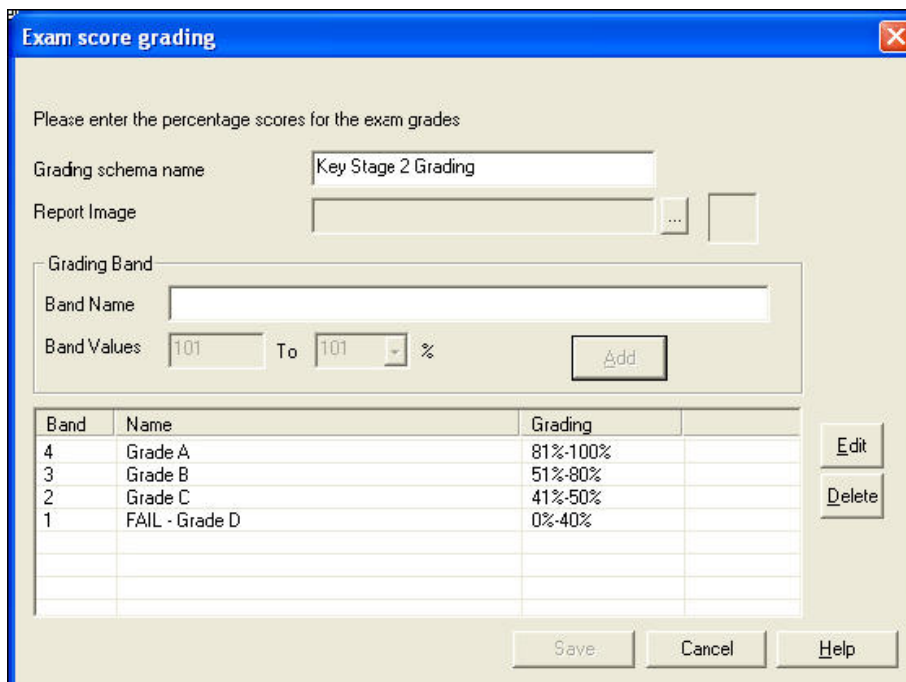 Exam score grading
Please enter the percentage scores for the exam grades
Grading schema name Key Stage 2 Grading
Report Image ...
Grading Band
Band Name
Band Values 101 To 101 % Add
Band Name Grading
4 Grade A 81%-100%
3 Grade B 51%-80%
2 Grade C 41%-50%
1 FAIL - Grade D 0%-40%
Edit
Delete
Save Cancel Help